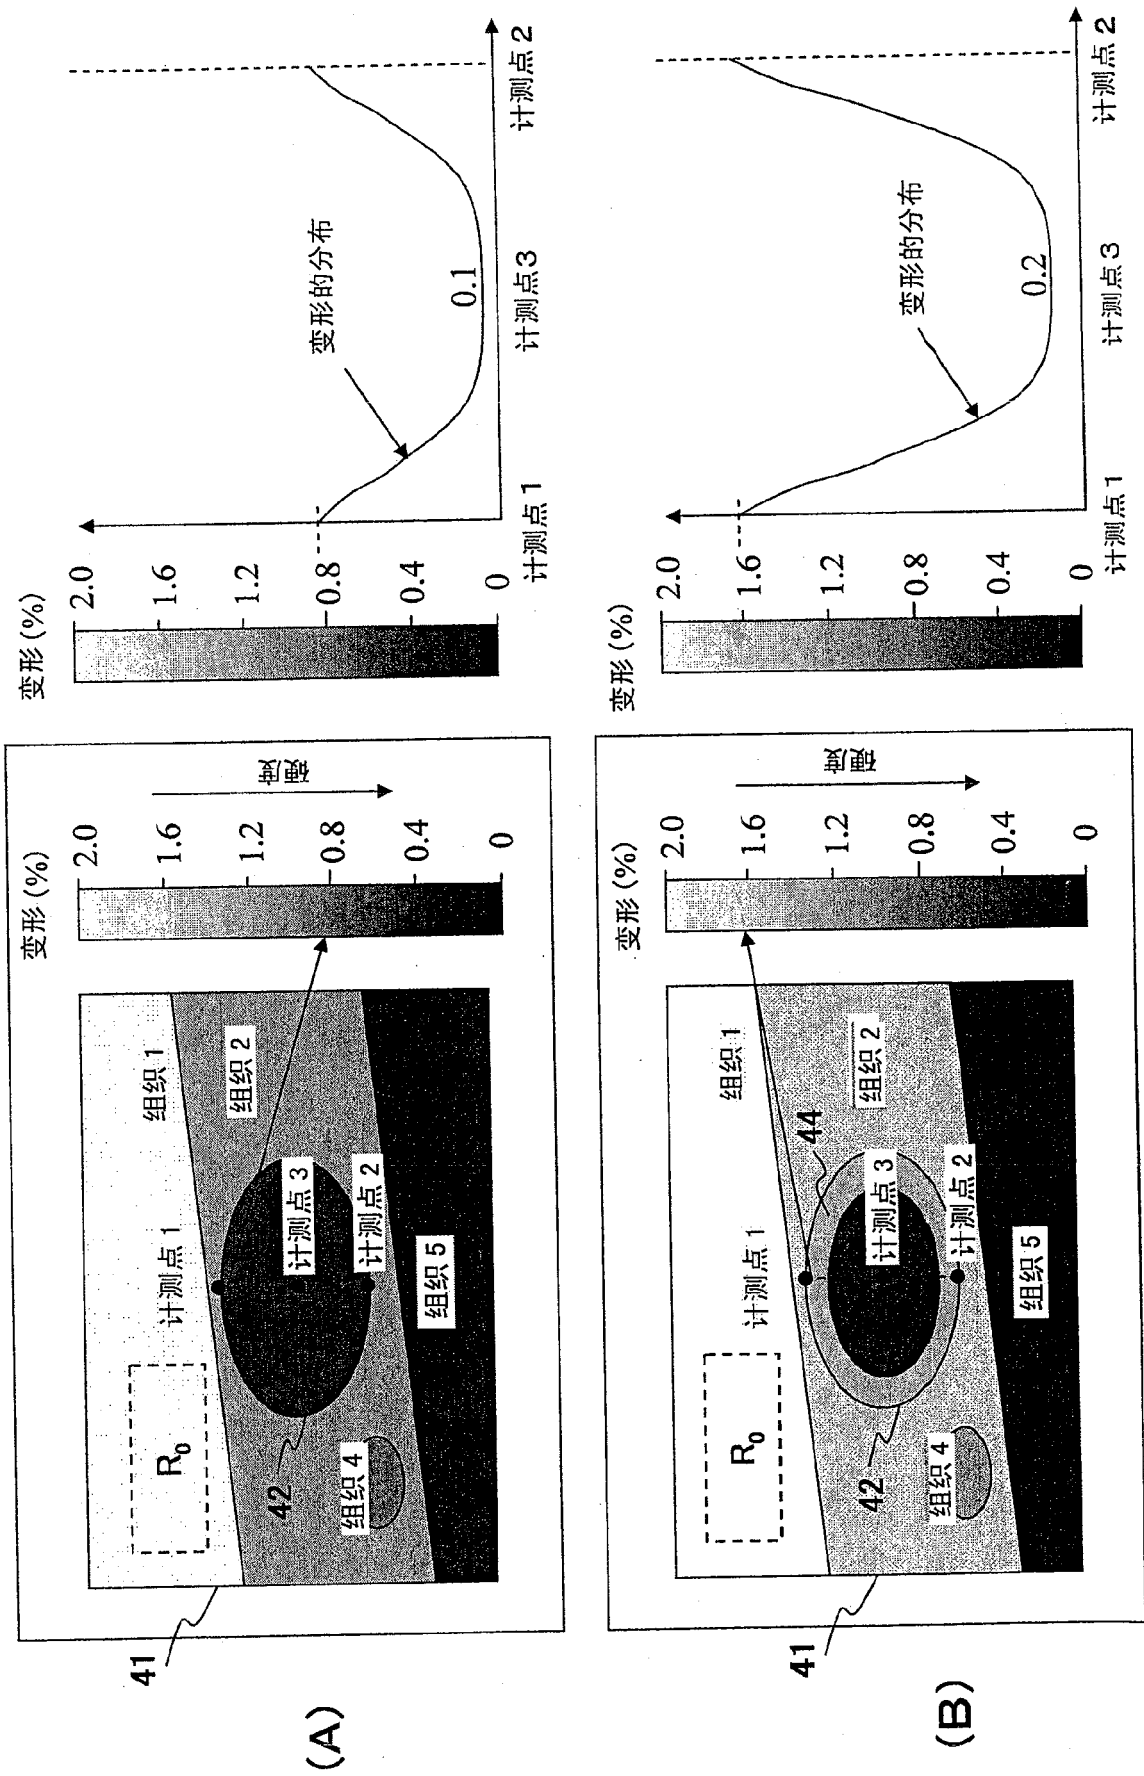 (A)
41
R₀
计测点 1
组织 1
42
组织 4
计测点 3
计测点 2
组织 2
组织 5
变形 (%)
2.0
1.6
1.2
0.8
0.4
0
硬度
变形 (%)
2.0
1.6
1.2
0.8
0.4
0
变形的分布
0.1
计测点 1
计测点 3
计测点 2
(B)
41
R₀
计测点 1
组织 1
42
44
组织 4
计测点 3
计测点 2
组织 2
组织 5
变形 (%)
2.0
1.6
1.2
0.8
0.4
0
硬度
变形 (%)
2.0
1.6
1.2
0.8
0.4
0
变形的分布
0.2
计测点 1
计测点 3
计测点 2